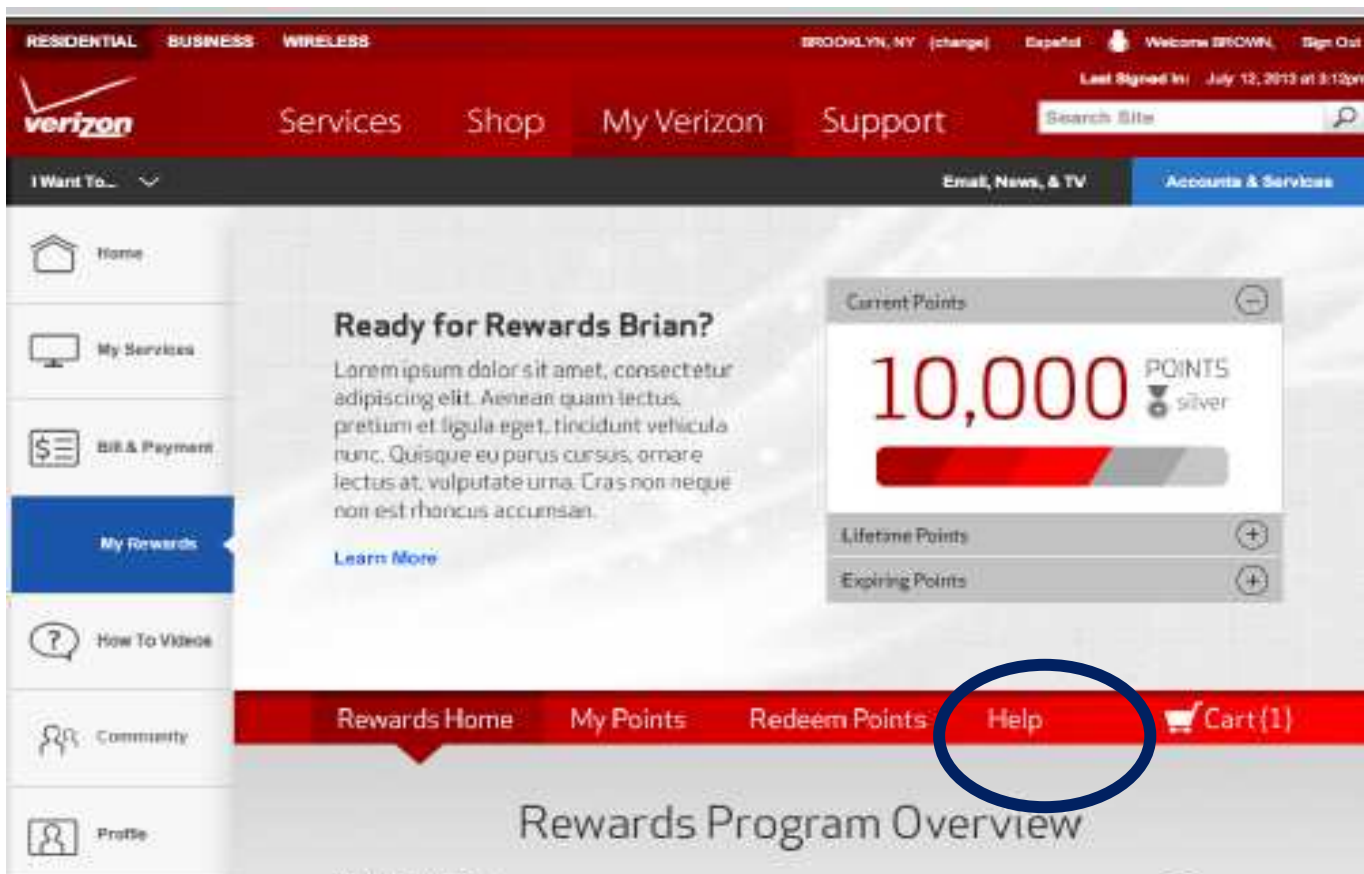 RESIDENTIAL BUSINESS WIRELESS BROOKLYN, NY (change) Español Welcome BROWN, Sign Out
Last Signed In: July 12, 2013 at 3:12pm
verizon Services Shop My Verizon Support Search Site
I Want To... Email, News, & TV Accounts & Services
Home
My Services
Bill & Payment
My Rewards
How To Videos
Community
Profile
Ready for Rewards Brian?
Lorem ipsum dolor sit amet, consectetur
adipiscing elit. Aenean quam lectus,
pretium et ligula eget, tincidunt vehicula
nunc. Quisque eu purus cursus, ornare
lectus at, vulputate urna. Cras non neque
non est rhoncus accumsan.
Learn More
Current Points
10,000 POINTS
silver
Lifetime Points
Expiring Points
Rewards Home My Points Redeem Points Help Cart(1)
Rewards Program Overview